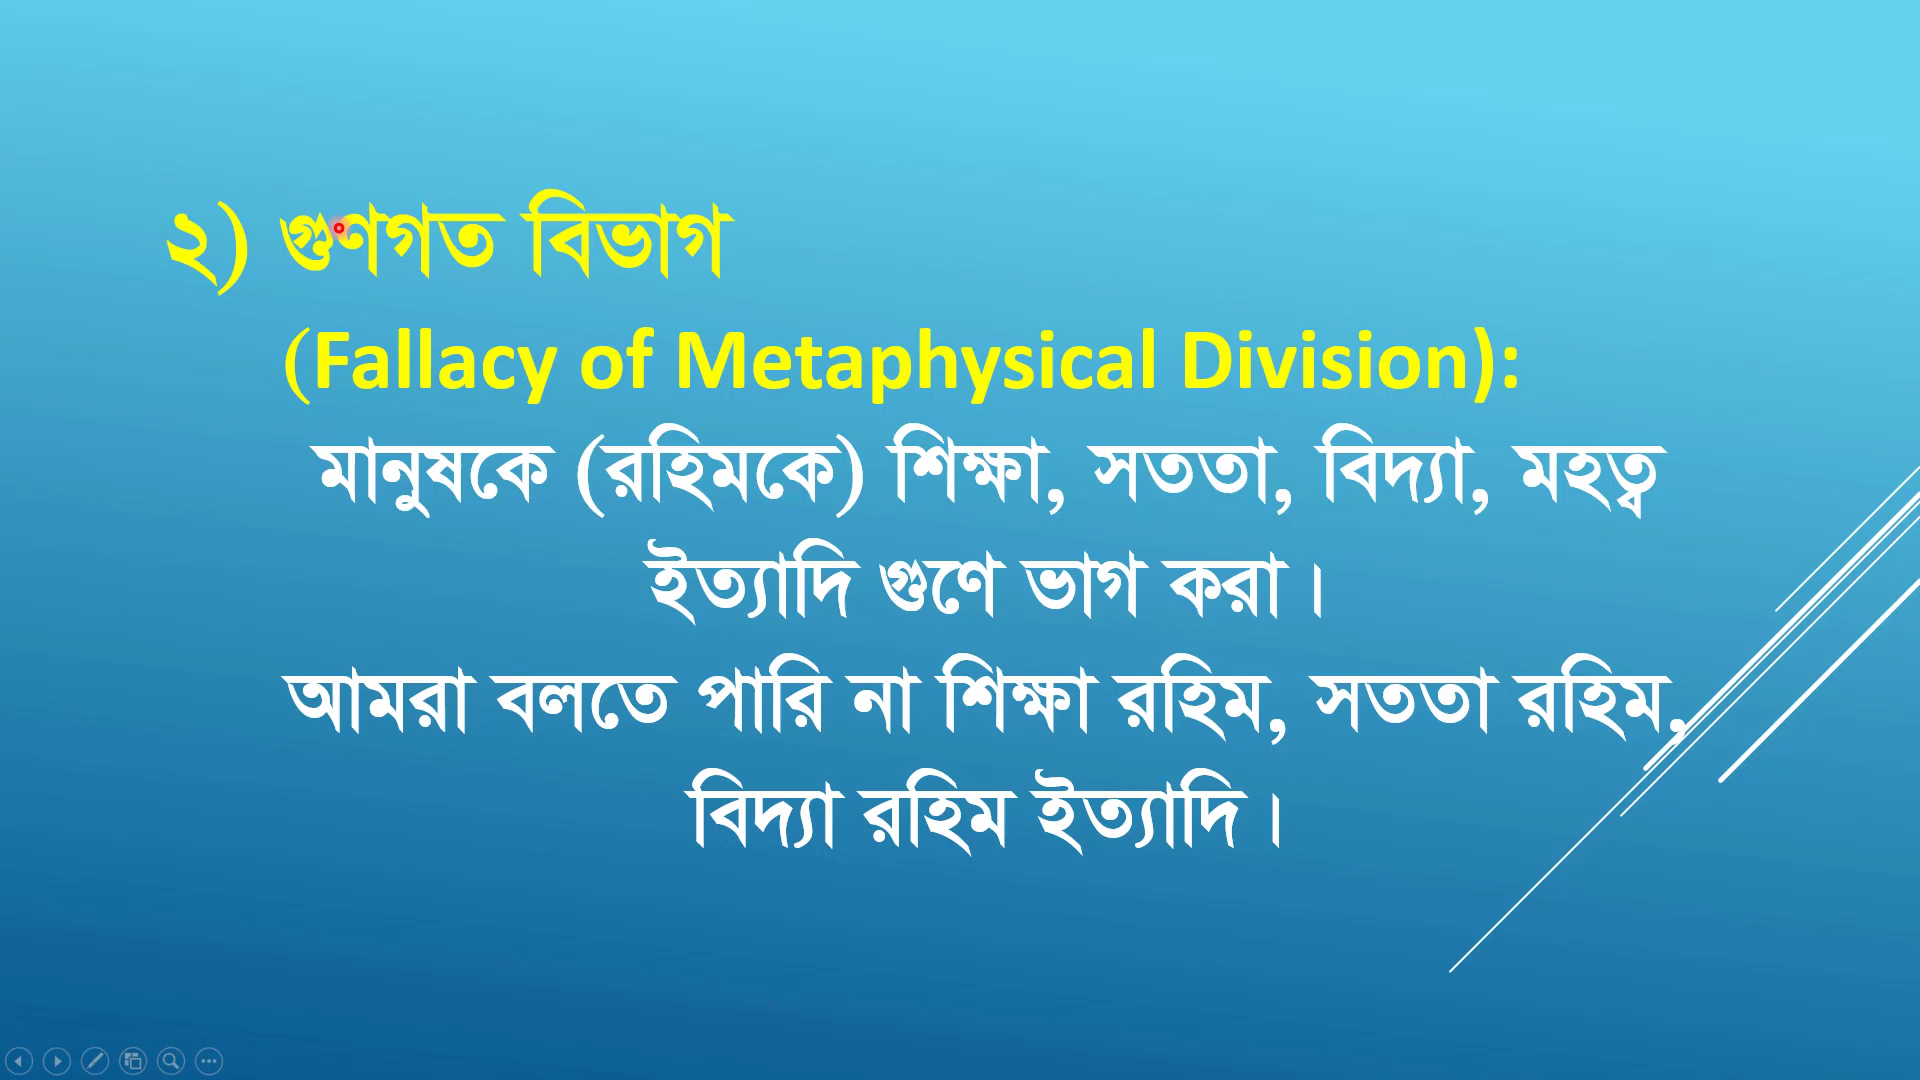 ২) গুণগত বিভাগ
(Fallacy of Metaphysical Division):
মানুষকে (রহিমকে) শিক্ষা, সততা, বিদ্যা, মহত্ব
ইত্যাদি গুণে ভাগ করা।
আমরা বলতে পারি না শিক্ষা রহিম, সততা রহিম,
বিদ্যা রহিম ইত্যাদি।